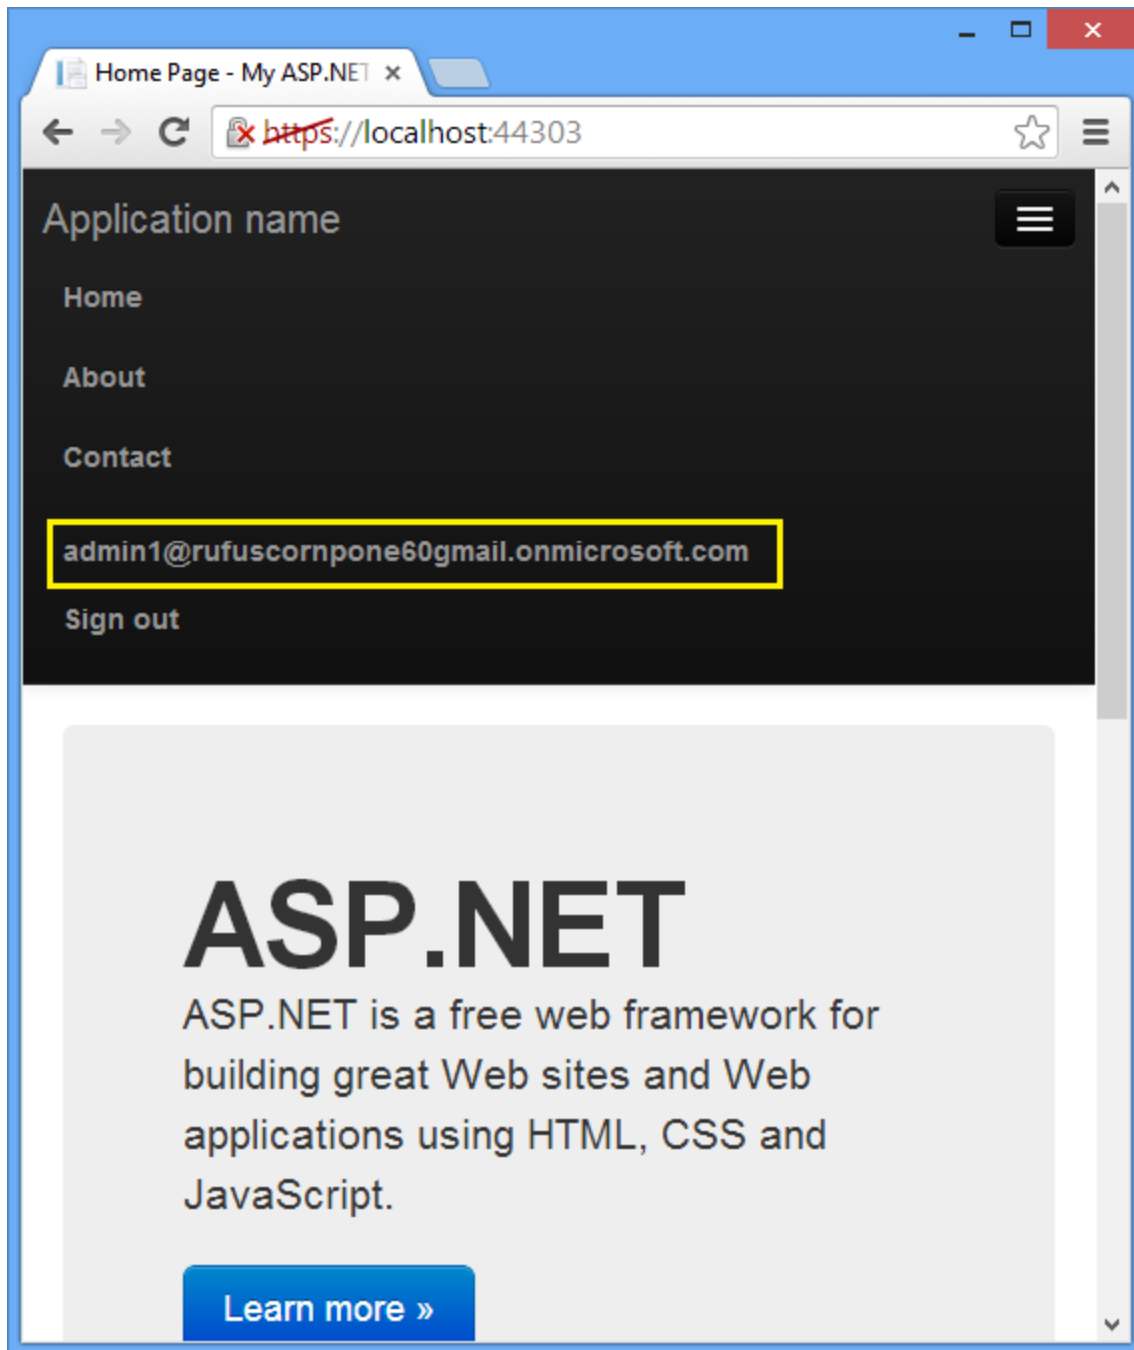 Home Page - My ASP.NET
https://localhost:44303
Application name
Home
About
Contact
admin1@rufuscornpone60gmail.onmicrosoft.com
Sign out
ASP.NET
ASP.NET is a free web framework for
building great Web sites and Web
applications using HTML, CSS and
JavaScript.
Learn more »